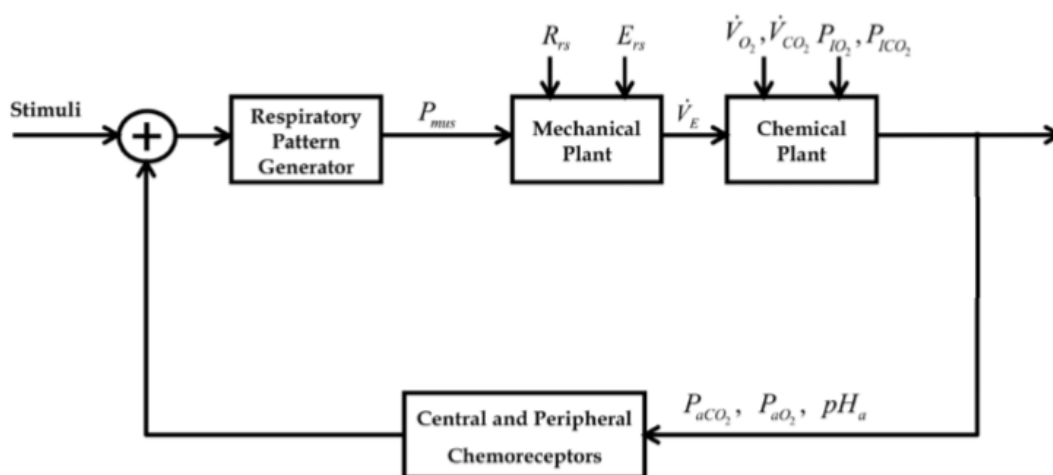 R_rs
E_rs
V̇_O₂, V̇_CO₂ P_IO₂, P_ICO₂
Stimuli
+
Respiratory
Pattern
Generator
P_mus
Mechanical
Plant
V̇_E
Chemical
Plant
Central and Peripheral
Chemoreceptors
P_aCO₂, P_aO₂, pH_a